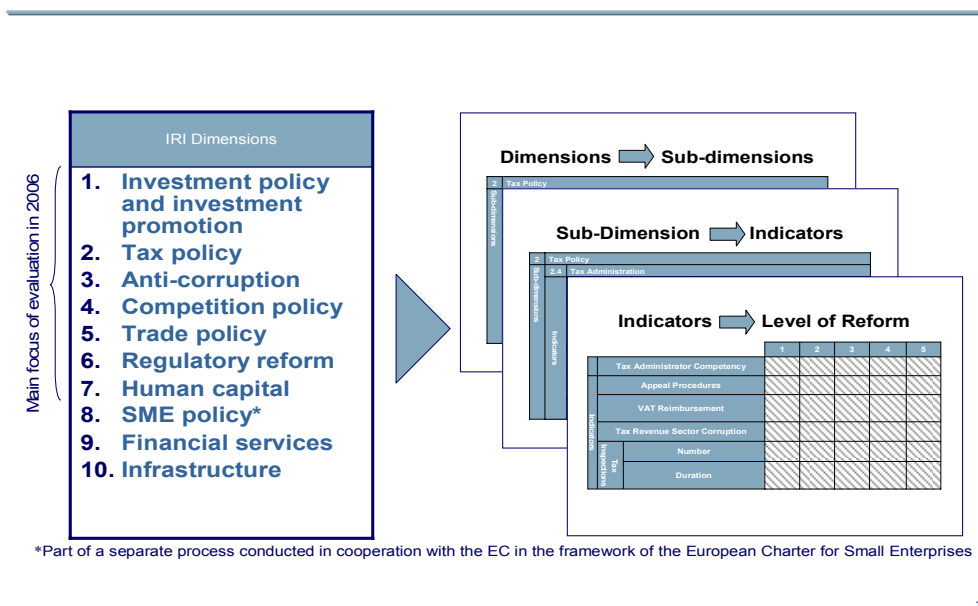 IRI Dimensions
Main focus of evaluation in 2006
1. Investment policy
and investment
promotion
2. Tax policy
3. Anti-corruption
4. Competition policy
5. Trade policy
6. Regulatory reform
7. Human capital
8. SME policy*
9. Financial services
10. Infrastructure
Dimensions Sub-dimensions
2 Tax Policy
Sub-dimensions
Sub-Dimension Indicators
2 Tax Policy
Sub-dimensions
2.4 Tax Administration
Indicators
Indicators Level of Reform
1 2 3 4 5
Indicators
Tax Administrator Competency
Appeal Procedures
VAT Reimbursement
Tax Revenue Sector Corruption
Tax
Inspections
Number
Duration
*Part of a separate process conducted in cooperation with the EC in the framework of the European Charter for Small Enterprises